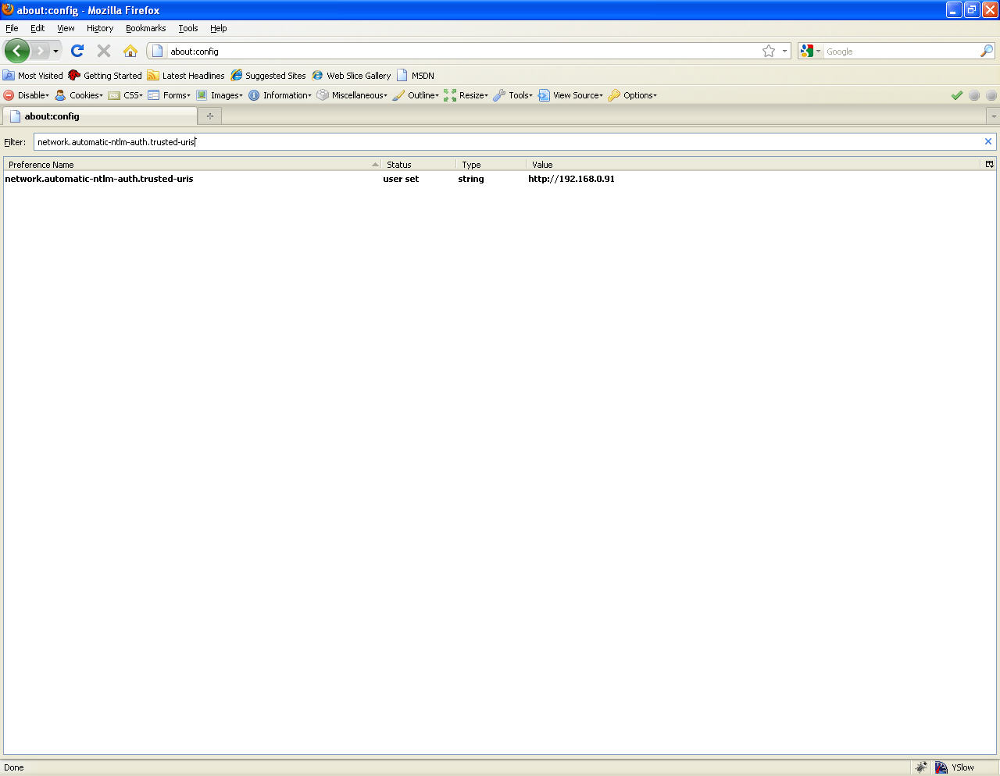 about:config - Mozilla Firefox
File Edit View History Bookmarks Tools Help
about:config Google
Most Visited Getting Started Latest Headlines Suggested Sites Web Slice Gallery MSDN
Disable Cookies CSS Forms Images Information Miscellaneous Outline Resize Tools View Source Options
about:config
Filter: network.automatic-ntlm-auth.trusted-uris
Preference Name Status Type Value
network.automatic-ntlm-auth.trusted-uris user set string http://192.168.0.91
Done YSlow